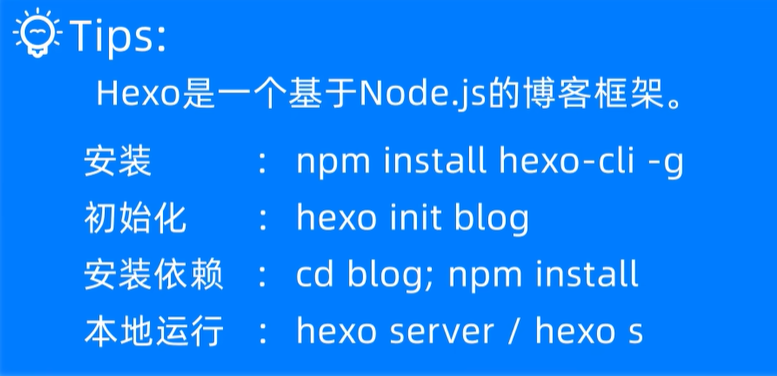 Tips:
Hexo是一个基于Node.js的博客框架。
安装 : npm install hexo-cli -g
初始化 : hexo init blog
安装依赖 : cd blog; npm install
本地运行 : hexo server / hexo s